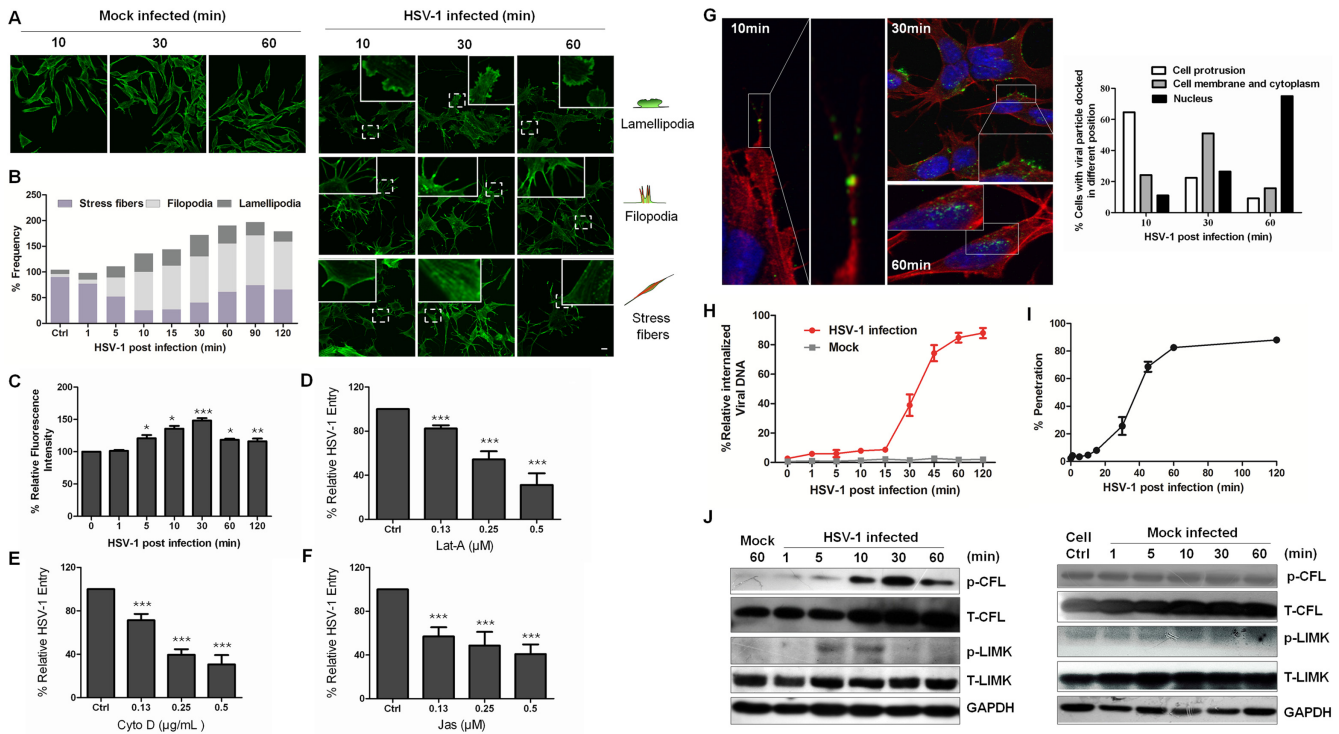 A
Mock infected (min)
10 30 60
HSV-1 infected (min)
10 30 60
Lamellipodia
Filopodia
Stress
fibers
B
% Frequency
250
200
150
100
50
0
Stress fibers Filopodia Lamellipodia
Ctrl 1 5 10 15 30 60 90 120
HSV-1 post infection (min)
C
% Relative Fluorescence
Intensity
200
150
100
50
0
* * *** * **
0 1 5 10 30 60 120
HSV-1 post infection (min)
D
% Relative HSV-1 Entry
120
80
40
0
*** *** ***
Ctrl 0.13 0.25 0.5
Lat-A (μM)
E
% Relative HSV-1 Entry
120
80
40
0
*** *** ***
Ctrl 0.13 0.25 0.5
Cyto D (μg/mL )
F
% Relative HSV-1 Entry
120
80
40
0
*** *** ***
Ctrl 0.13 0.25 0.5
Jas (μM)
G
10min
30min
60min
% Cells with viral particle docked
in different position
80
60
40
20
0
Cell protrusion
Cell membrane and cytoplasm
Nucleus
10 30 60
HSV-1 post infection (min)
H
% Relative internalized
Viral DNA
100
80
60
40
20
0
HSV-1 infection
Mock
0 1 5 10 15 30 45 60 120
HSV-1 post infection (min)
I
% Penetration
100
80
60
40
20
0
0 20 40 60 80 100 120
HSV-1 post infection (min)
J
Mock HSV-1 infected
60 1 5 10 30 60 (min)
p-CFL
T-CFL
p-LIMK
T-LIMK
GAPDH
Cell Mock infected
Ctrl 1 5 10 30 60 (min)
p-CFL
T-CFL
p-LIMK
T-LIMK
GAPDH